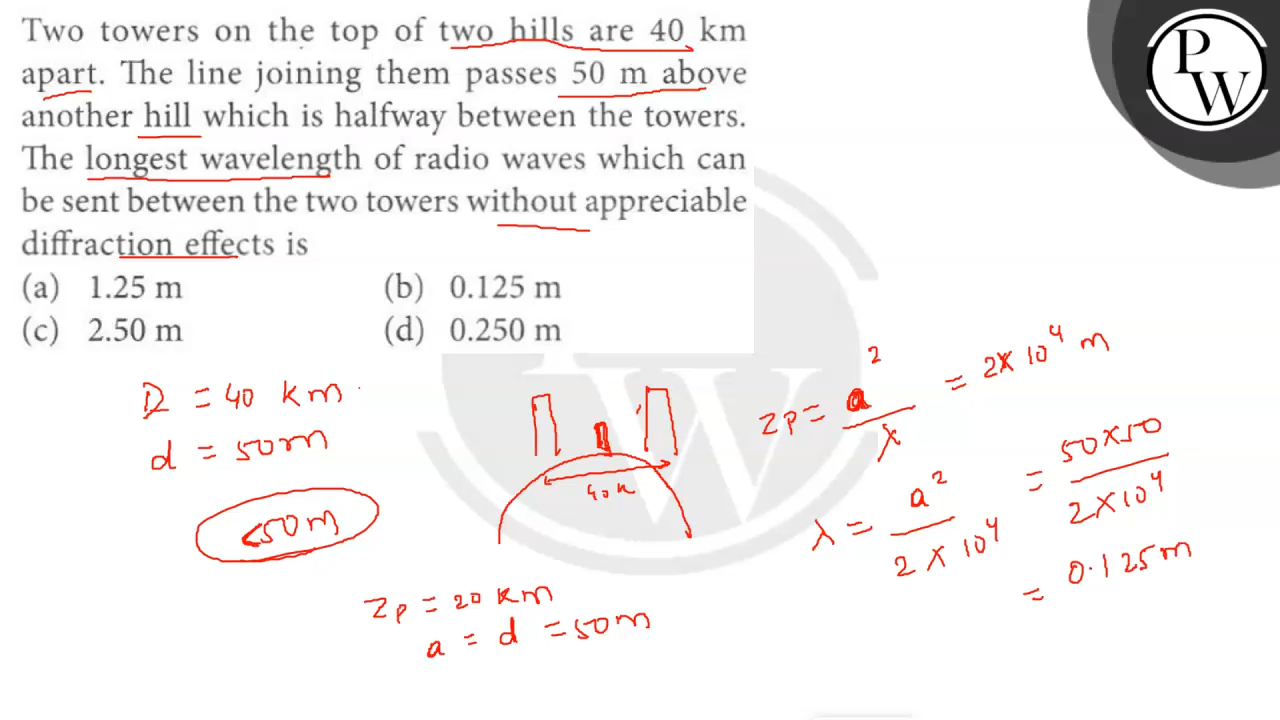 Two towers on the top of two hills are 40 km
apart. The line joining them passes 50 m above
another hill which is halfway between the towers.
The longest wavelength of radio waves which can
be sent between the two towers without appreciable
diffraction effects is
(a) 1.25 m (b) 0.125 m
(c) 2.50 m (d) 0.250 m
P
W
D = 40 km
d = 50m
<50m
40k
Zp = 20 km
a = d = 50m
Zp = a² / λ = 2×10⁴ m
λ = a² / 2×10⁴ = 50×50 / 2×10⁴
= 0.125m